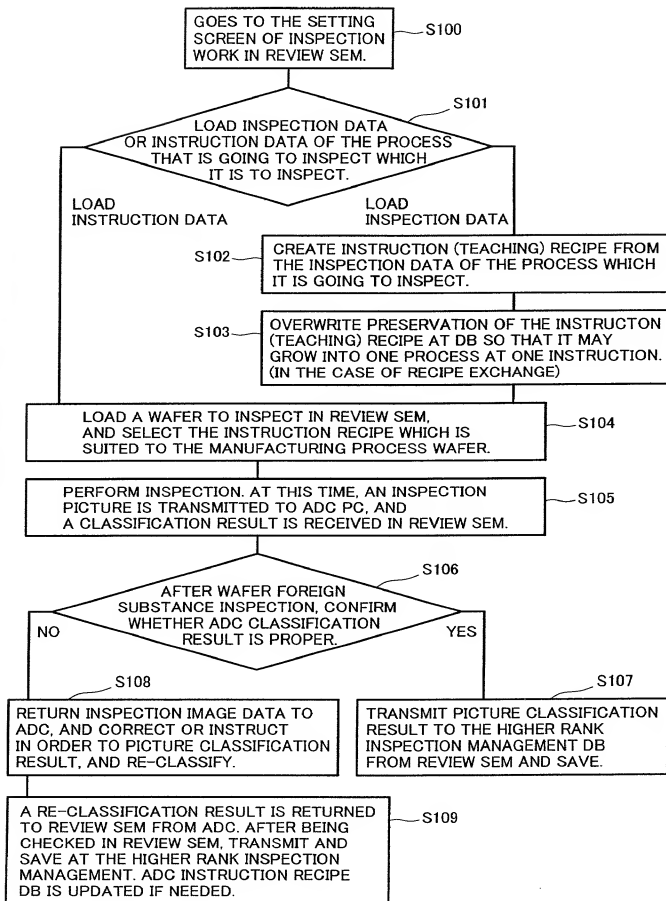 GOES TO THE SETTING
SCREEN OF INSPECTION
WORK IN REVIEW SEM.
S100
S101
LOAD INSPECTION DATA
OR INSTRUCTION DATA OF THE PROCESS
THAT IS GOING TO INSPECT WHICH
IT IS TO INSPECT.
LOAD
INSTRUCTION DATA
LOAD
INSPECTION DATA
S102
CREATE INSTRUCTION (TEACHING) RECIPE FROM
THE INSPECTION DATA OF THE PROCESS WHICH
IT IS GOING TO INSPECT.
S103
OVERWRITE PRESERVATION OF THE INSTRUCTON
(TEACHING) RECIPE AT DB SO THAT IT MAY
GROW INTO ONE PROCESS AT ONE INSTRUCTION.
(IN THE CASE OF RECIPE EXCHANGE)
LOAD A WAFER TO INSPECT IN REVIEW SEM,
AND SELECT THE INSTRUCTION RECIPE WHICH IS
SUITED TO THE MANUFACTURING PROCESS WAFER.
S104
PERFORM INSPECTION. AT THIS TIME, AN INSPECTION
PICTURE IS TRANSMITTED TO ADC PC, AND
A CLASSIFICATION RESULT IS RECEIVED IN REVIEW SEM.
S105
S106
AFTER WAFER FOREIGN
SUBSTANCE INSPECTION, CONFIRM
WHETHER ADC CLASSIFICATION
RESULT IS PROPER.
NO
YES
S108
RETURN INSPECTION IMAGE DATA TO
ADC, AND CORRECT OR INSTRUCT
IN ORDER TO PICTURE CLASSIFICATION
RESULT, AND RE-CLASSIFY.
S107
TRANSMIT PICTURE CLASSIFICATION
RESULT TO THE HIGHER RANK
INSPECTION MANAGEMENT DB
FROM REVIEW SEM AND SAVE.
A RE-CLASSIFICATION RESULT IS RETURNED
TO REVIEW SEM FROM ADC. AFTER BEING
CHECKED IN REVIEW SEM, TRANSMIT AND
SAVE AT THE HIGHER RANK INSPECTION
MANAGEMENT. ADC INSTRUCTION RECIPE
DB IS UPDATED IF NEEDED.
S109